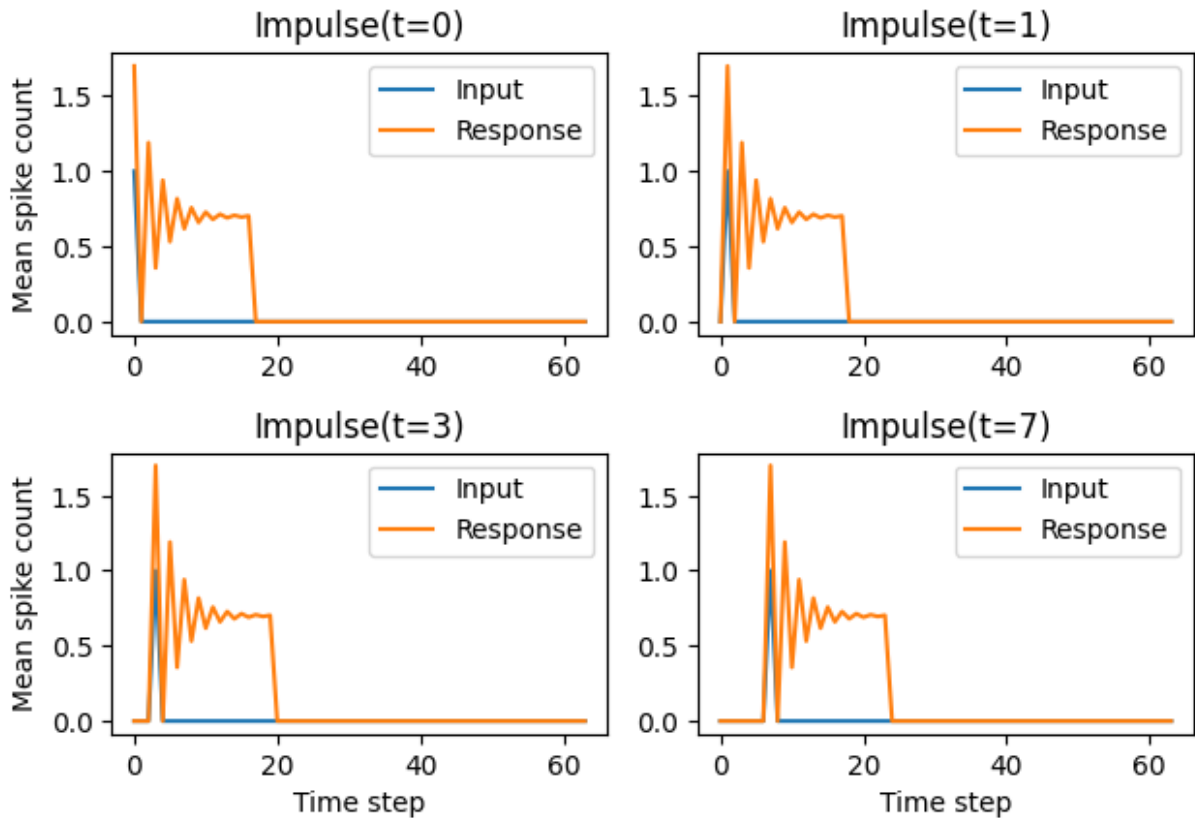 Impulse(t=0)
Mean spike count
1.5
1.0
0.5
0.0
0 20 40 60
Input
Response
Impulse(t=1)
1.5
1.0
0.5
0.0
0 20 40 60
Input
Response
Impulse(t=3)
Mean spike count
1.5
1.0
0.5
0.0
0 20 40 60
Time step
Input
Response
Impulse(t=7)
1.5
1.0
0.5
0.0
0 20 40 60
Time step
Input
Response